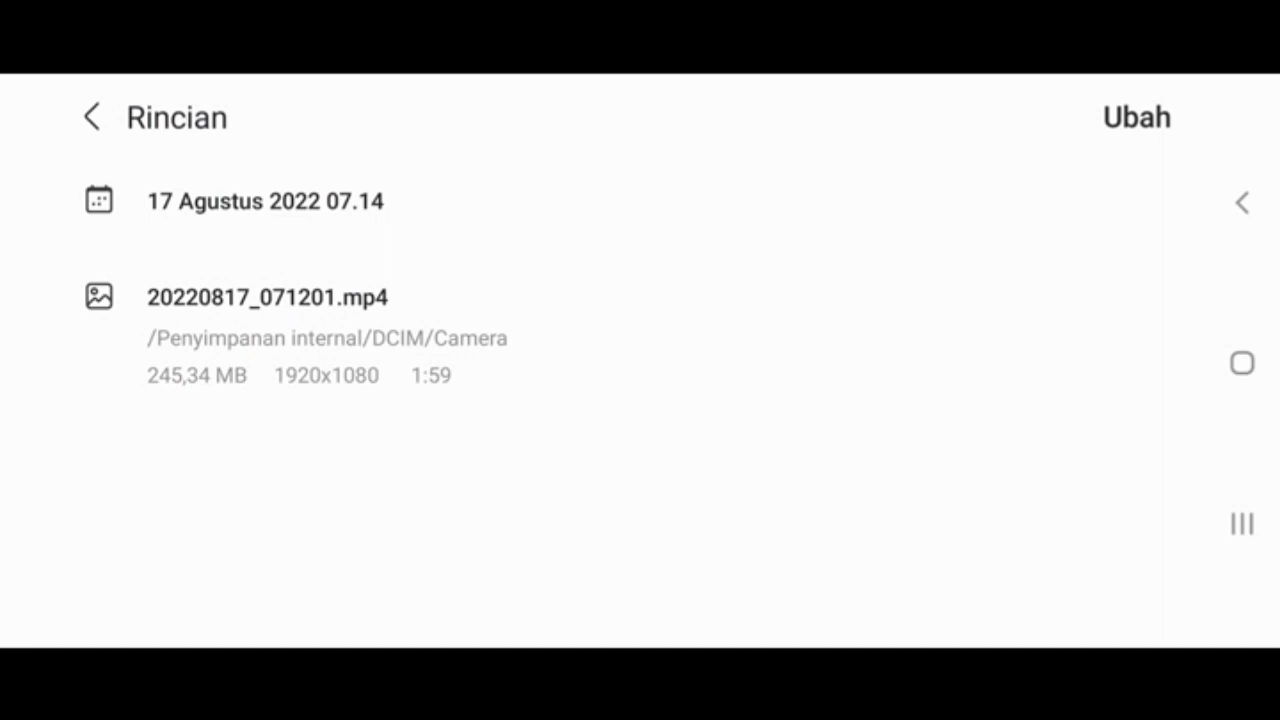 Rincian
Ubah
17 Agustus 2022 07.14
20220817_071201.mp4
/Penyimpanan internal/DCIM/Camera
245,34 MB 1920x1080 1:59